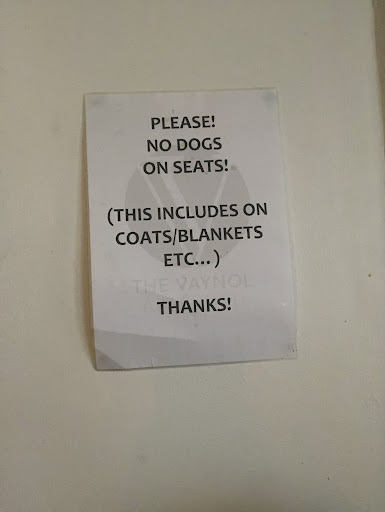 PLEASE!
NO DOGS
ON SEATS!
(THIS INCLUDES ON
COATS/BLANKETS
ETC...)
THE VAYNOL
THANKS!